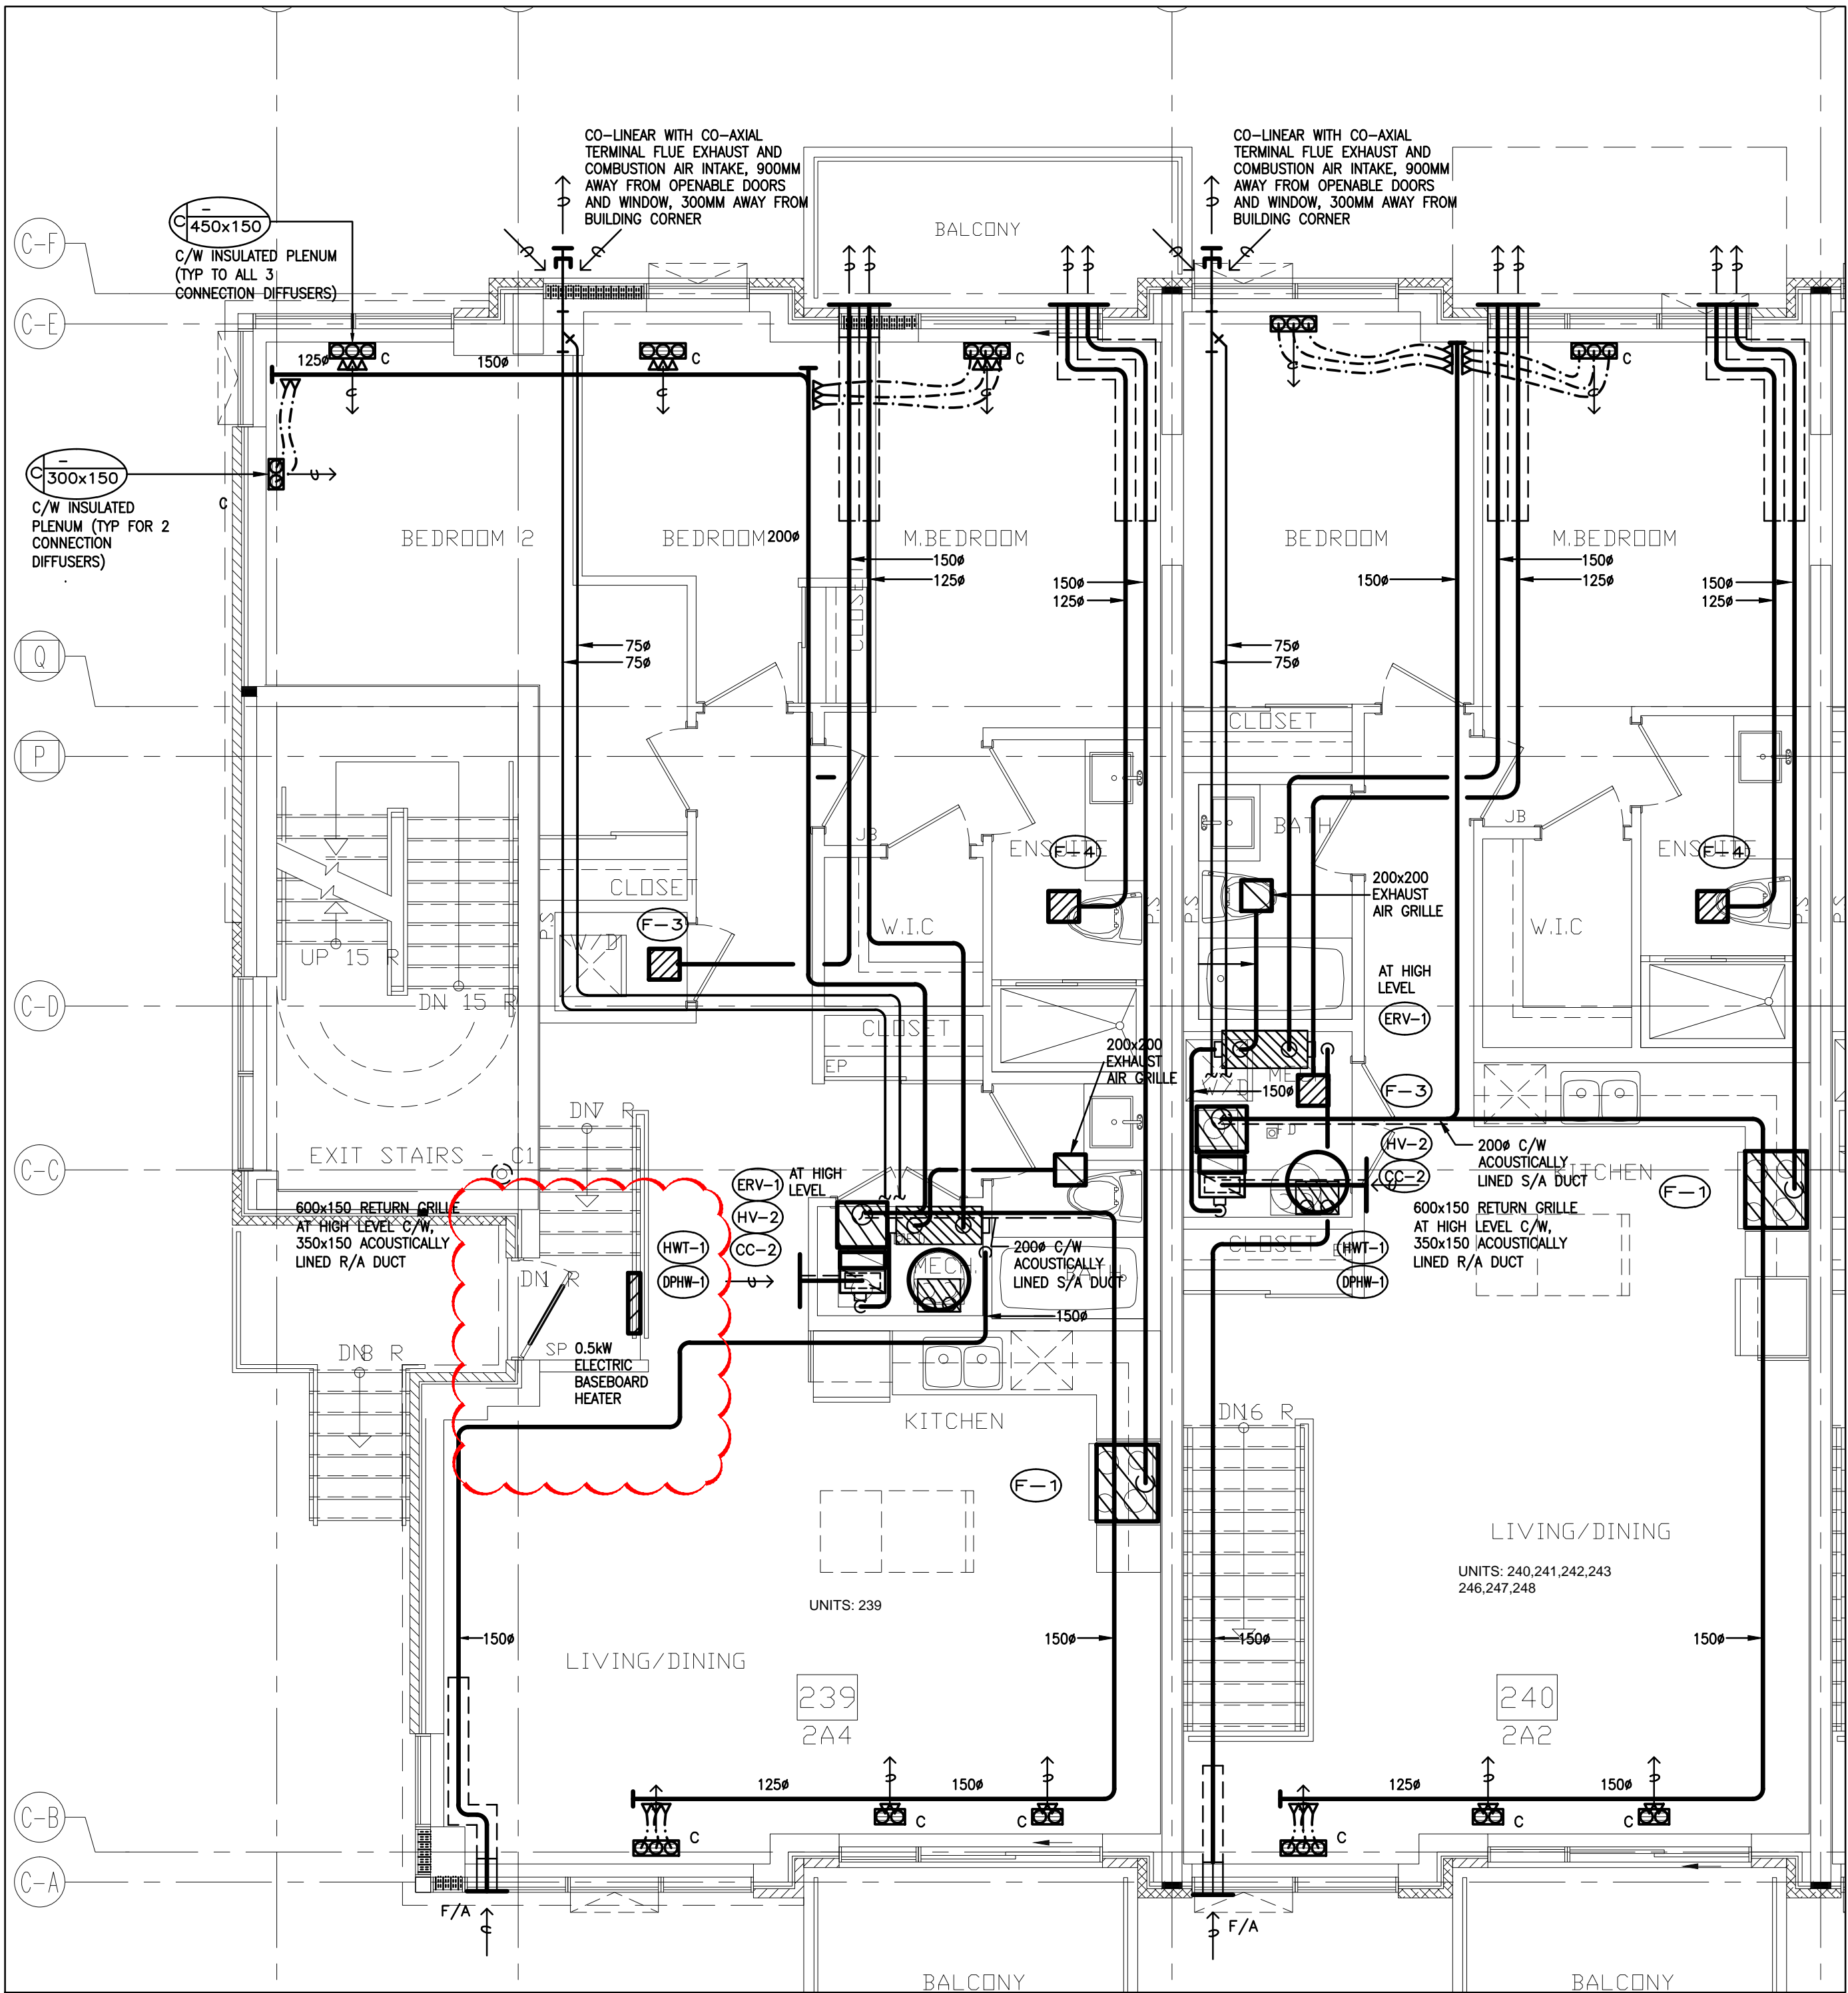 CO-LINEAR WITH CO-AXIAL
TERMINAL FLUE EXHAUST AND
COMBUSTION AIR INTAKE, 900MM
AWAY FROM OPENABLE DOORS
AND WINDOW, 300MM AWAY FROM
BUILDING CORNER
CO-LINEAR WITH CO-AXIAL
TERMINAL FLUE EXHAUST AND
COMBUSTION AIR INTAKE, 900MM
AWAY FROM OPENABLE DOORS
AND WINDOW, 300MM AWAY FROM
BUILDING CORNER
C
-
450x150
C/W INSULATED PLENUM
(TYP TO ALL 3
CONNECTION DIFFUSERS)
BALCONY
C-F
C-E
125ø
C
150ø
C
C
C
C
-
300x150
C/W INSULATED
PLENUM (TYP FOR 2
CONNECTION
DIFFUSERS)
C
BEDROOM 2
BEDROOM
200ø
M.BEDROOM
BEDROOM
M.BEDROOM
150ø
125ø
150ø
125ø
150ø
150ø
125ø
150ø
125ø
CLOSET
75ø
75ø
75ø
75ø
Q
P
CLOSET
JB
ENSUITE
F-4
BATH
JB
ENSUITE
F-4
CLOSET
200x200
EXHAUST
AIR GRILLE
P.S
F-3
W/D
W.I.C
P.S
P.S
W.I.C
P.S
P.S
UP 15 R
DN 15 R
AT HIGH
LEVEL
ERV-1
C-D
CLOSET
EP
200x200
EXHAUST
AIR GRILLE
W/D
150ø
F-3
DN7 R
FD
HV-2
200ø C/W
ACOUSTICALLY
LINED S/A DUCT
KITCHEN
CC-2
F-1
C-C
EXIT STAIRS - C1
ERV-1
AT HIGH
LEVEL
HV-2
CC-2
HWT-1
DPHW-1
600x150 RETURN GRILLE
AT HIGH LEVEL C/W,
350x150 ACOUSTICALLY
LINED R/A DUCT
600x150 RETURN GRILLE
AT HIGH LEVEL C/W,
350x150 ACOUSTICALLY
LINED R/A DUCT
CLOSET
HWT-1
DPHW-1
MECH.
200ø C/W
ACOUSTICALLY
LINED S/A DUCT
BATH
150ø
DN1 R
DN8 R
SP
0.5kW
ELECTRIC
BASEBOARD
HEATER
KITCHEN
F-1
DN16 R
LIVING/DINING
UNITS: 240,241,242,243
246,247,248
UNITS: 239
150ø
LIVING/DINING
150ø
150ø
150ø
239
2A4
240
2A2
125ø
150ø
125ø
150ø
C
C
C
C
C
C
C-B
C-A
F/A
F/A
BALCONY
BALCONY